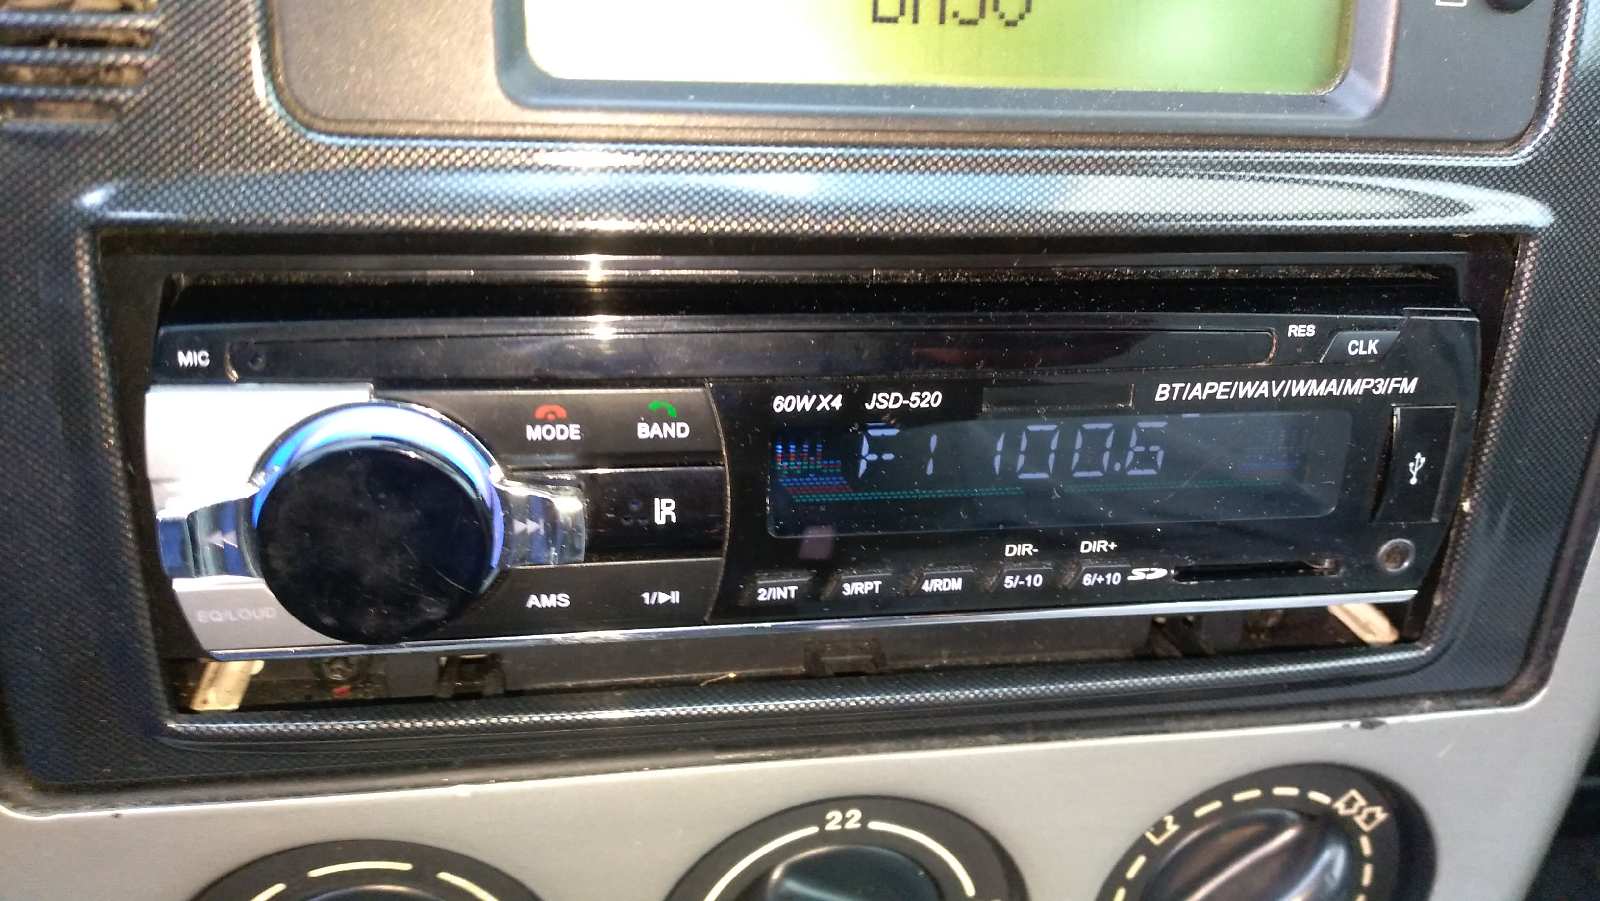 MIC
RES
CLK
60W X4 JSD-520
BT/APE/WAV/WMA/MP3/FM
MODE
BAND
F1 100.6
IR
EQ/LOUD
AMS
1/▶II
2/INT
3/RPT
4/RDM
DIR-
5/-10
DIR+
6/+10
22